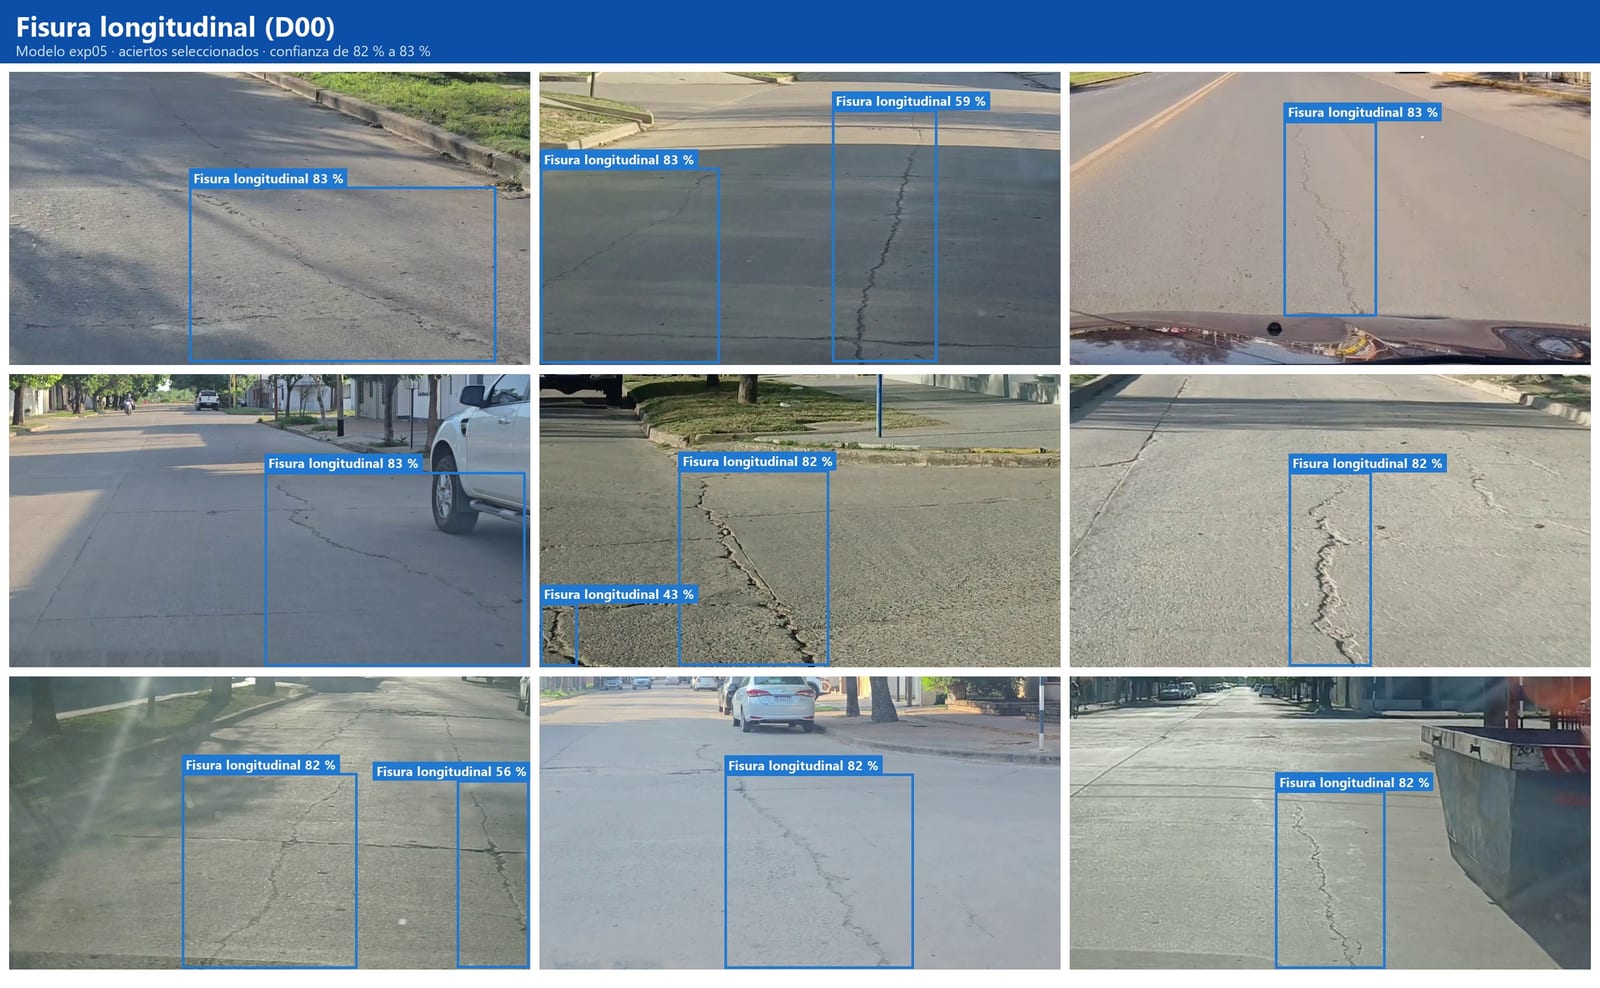 Fisura longitudinal (D00)
Modelo exp05 · aciertos seleccionados · confianza de 82 % a 83 %
Fisura longitudinal 83 %
Fisura longitudinal 83 %
Fisura longitudinal 59 %
Fisura longitudinal 83 %
Fisura longitudinal 83 %
Fisura longitudinal 82 %
Fisura longitudinal 43 %
Fisura longitudinal 82 %
Fisura longitudinal 82 %
Fisura longitudinal 56 %
Fisura longitudinal 82 %
Fisura longitudinal 82 %